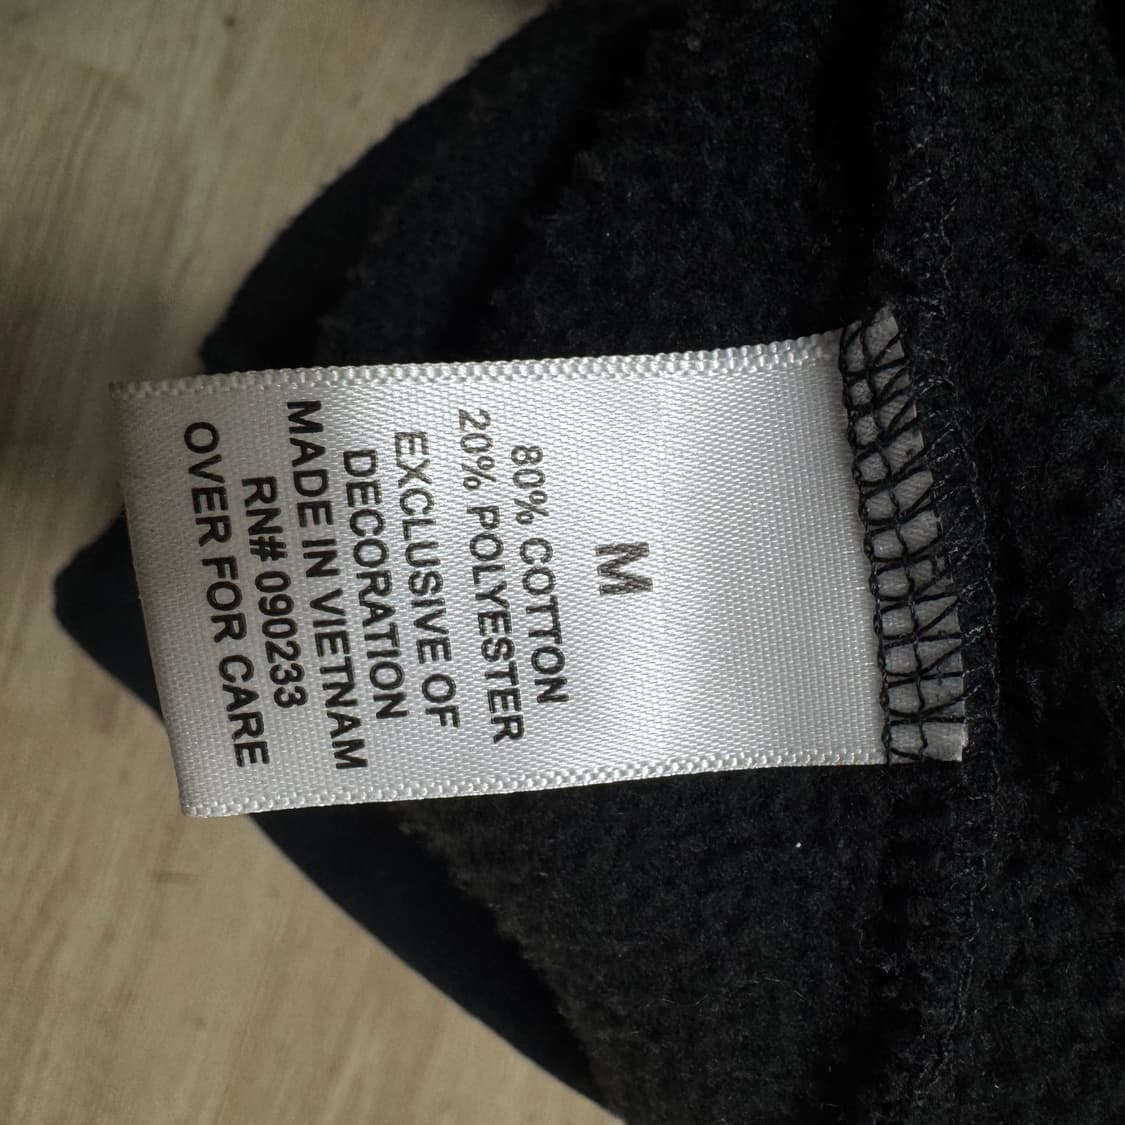 M
80% COTTON
20% POLYESTER
EXCLUSIVE OF
DECORATION
MADE IN VIETNAM
RN# 090233
OVER FOR CARE